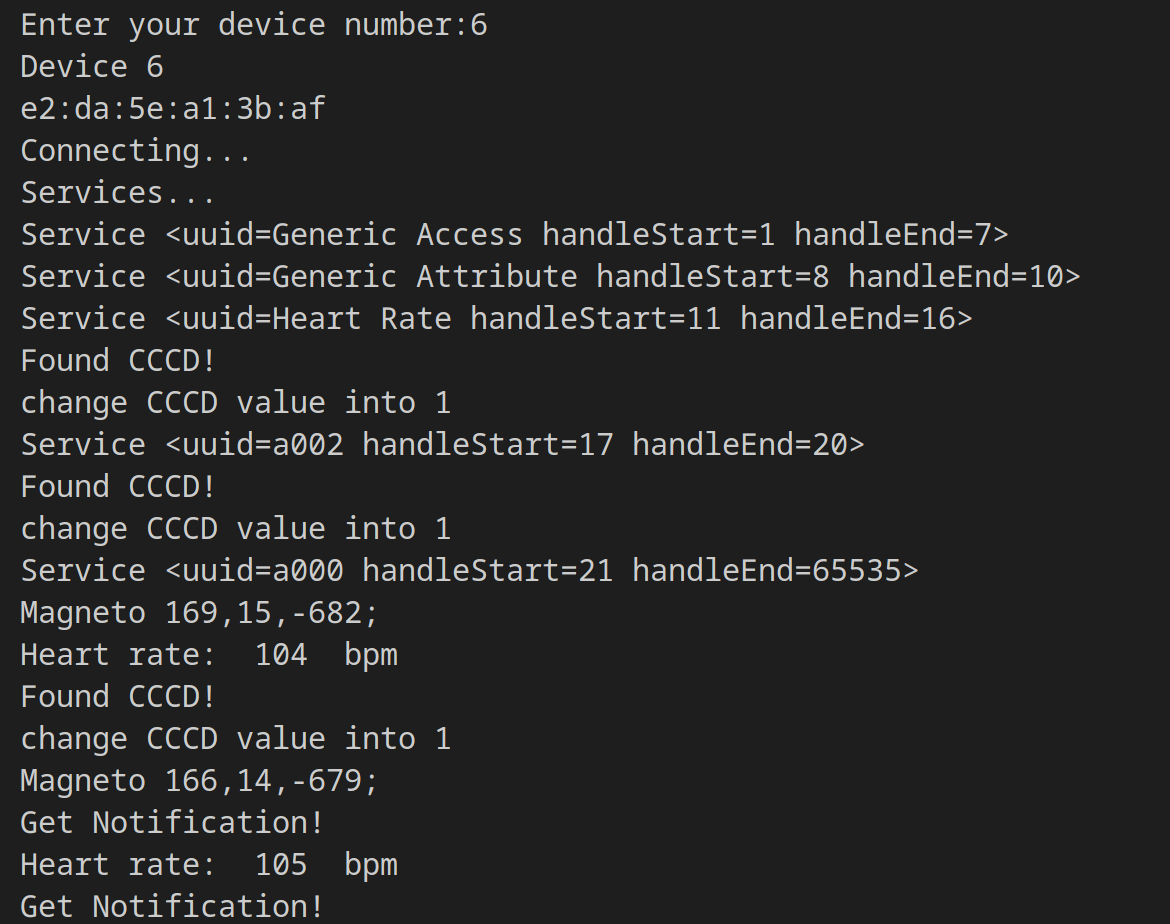 Enter your device number:6
Device 6
e2:da:5e:a1:3b:af
Connecting...
Services...
Service <uuid=Generic Access handleStart=1 handleEnd=7>
Service <uuid=Generic Attribute handleStart=8 handleEnd=10>
Service <uuid=Heart Rate handleStart=11 handleEnd=16>
Found CCCD!
change CCCD value into 1
Service <uuid=a002 handleStart=17 handleEnd=20>
Found CCCD!
change CCCD value into 1
Service <uuid=a000 handleStart=21 handleEnd=65535>
Magneto 169,15,-682;
Heart rate:  104  bpm
Found CCCD!
change CCCD value into 1
Magneto 166,14,-679;
Get Notification!
Heart rate:  105  bpm
Get Notification!